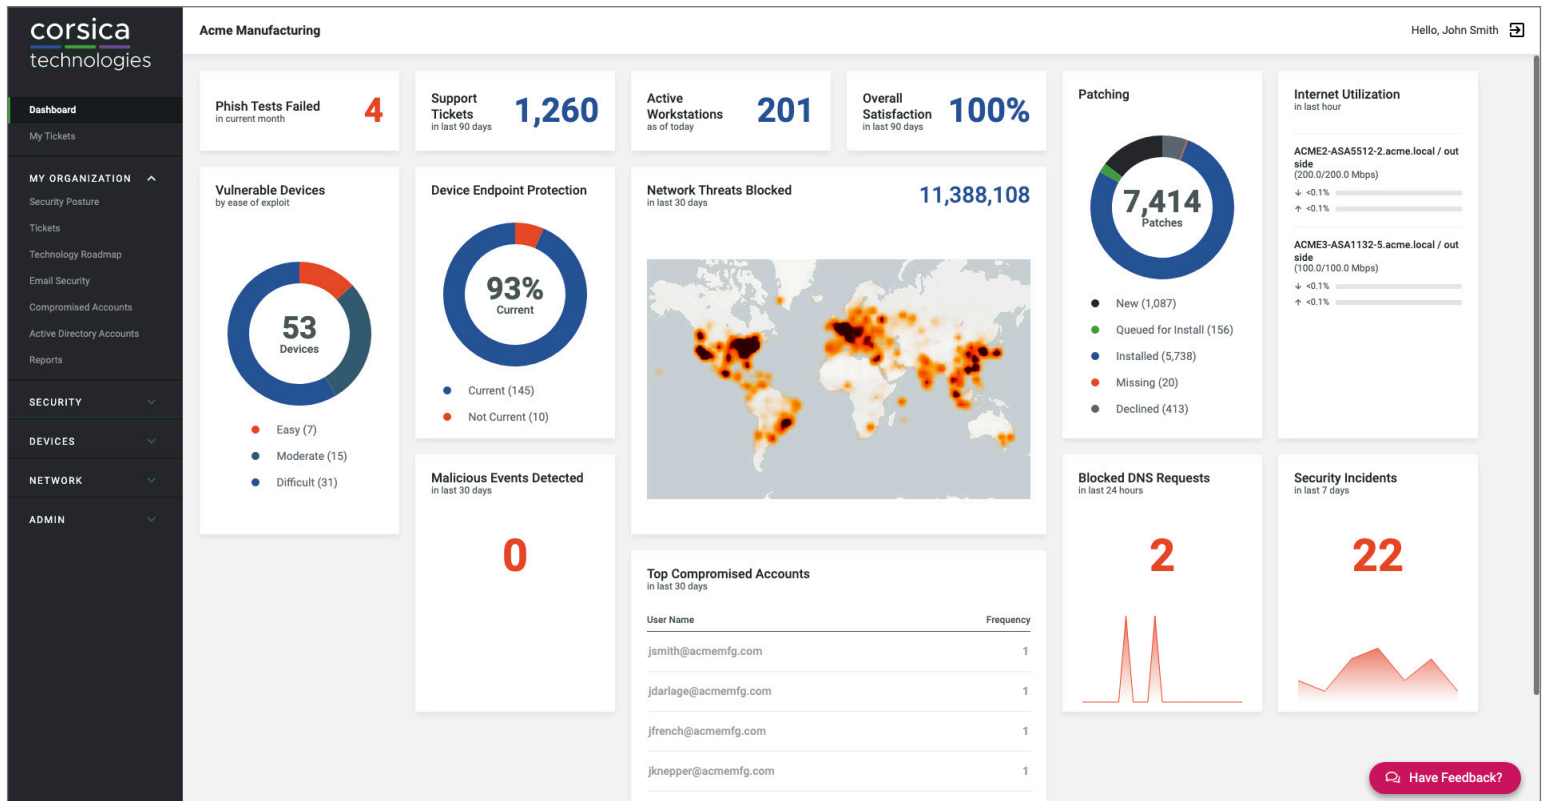 corsica
technologies
Acme Manufacturing
Hello, John Smith
Dashboard
My Tickets
MY ORGANIZATION
Security Posture
Tickets
Technology Roadmap
Email Security
Compromised Accounts
Active Directory Accounts
Reports
SECURITY
DEVICES
NETWORK
ADMIN
Phish Tests Failed
in current month
4
Support
Tickets
in last 90 days
1,260
Active
Workstations
as of today
201
Overall
Satisfaction
in last 90 days
100%
Patching
7,414
Patches
New (1,087)
Queued for Install (156)
Installed (5,738)
Missing (20)
Declined (413)
Internet Utilization
in last hour
ACME2-ASA5512-2.acme.local / out
side
(200.0/200.0 Mbps)
↓ <0.1%
↑ <0.1%
ACME3-ASA1132-5.acme.local / out
side
(100.0/100.0 Mbps)
↓ <0.1%
↑ <0.1%
Vulnerable Devices
by ease of exploit
53
Devices
Easy (7)
Moderate (15)
Difficult (31)
Device Endpoint Protection
93%
Current
Current (145)
Not Current (10)
Network Threats Blocked
in last 30 days
11,388,108
Malicious Events Detected
in last 30 days
0
Top Compromised Accounts
in last 30 days
User Name Frequency
jsmith@acmemfg.com 1
jdarlage@acmemfg.com 1
jfrench@acmemfg.com 1
jknepper@acmemfg.com 1
Blocked DNS Requests
in last 24 hours
2
Security Incidents
in last 7 days
22
Have Feedback?